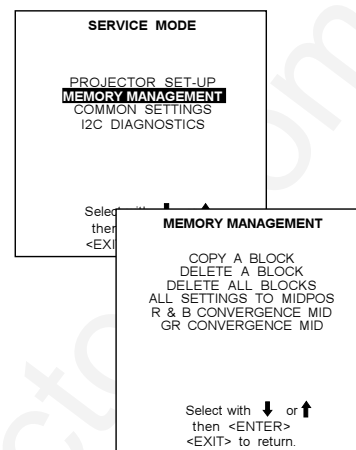 SERVICE MODE
PROJECTOR SET-UP
MEMORY MANAGEMENT
COMMON SETTINGS
I2C DIAGNOSTICS
Select with
then
<EXI
MEMORY MANAGEMENT
COPY A BLOCK
DELETE A BLOCK
DELETE ALL BLOCKS
ALL SETTINGS TO MIDPOS
R & B CONVERGENCE MID
GR CONVERGENCE MID
Select with ⬇ or ⬆
then <ENTER>
<EXIT> to return.